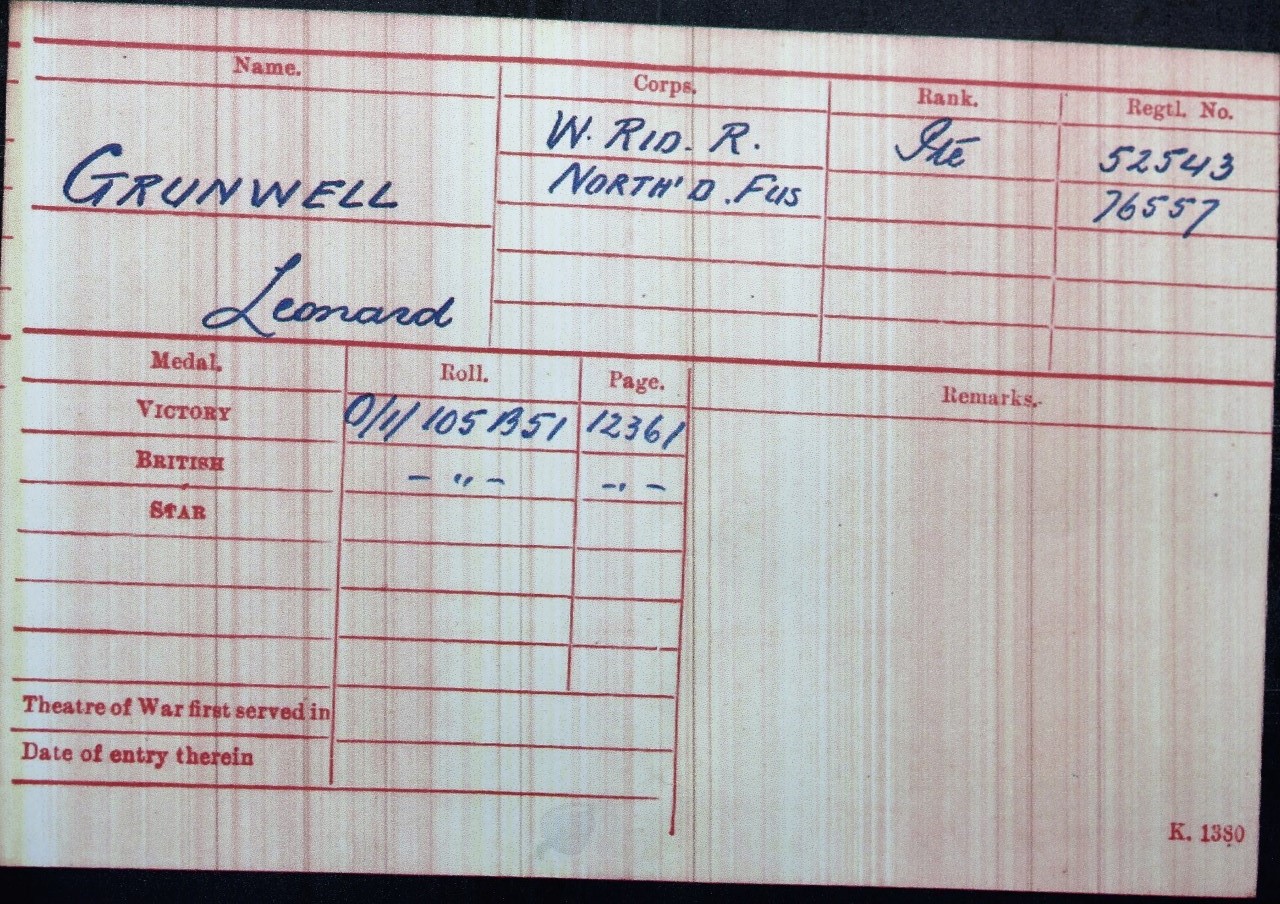 Name. Corps. Rank. Regtl. No.
GRUNWELL W. RID. R. Pte 52543
NORTH'D. FUS 76557
Leonard
Medal. Roll. Page. Remarks.
VICTORY O/1/105 B51 12361
BRITISH - " - - " -
STAR
Theatre of War first served in
Date of entry therein
K. 1380